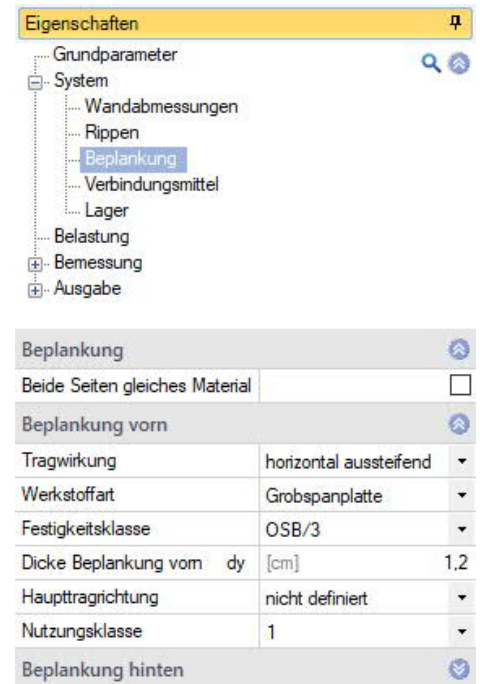 Eigenschaften
Grundparameter
System
Wandabmessungen
Rippen
Beplankung
Verbindungsmittel
Lager
Belastung
Bemessung
Ausgabe
Beplankung
Beide Seiten gleiches Material
Beplankung vorn
Tragwirkung horizontal aussteifend
Werkstoffart Grobspanplatte
Festigkeitsklasse OSB/3
Dicke Beplankung vorn dy [cm] 1,2
Haupttragrichtung nicht definiert
Nutzungsklasse 1
Beplankung hinten